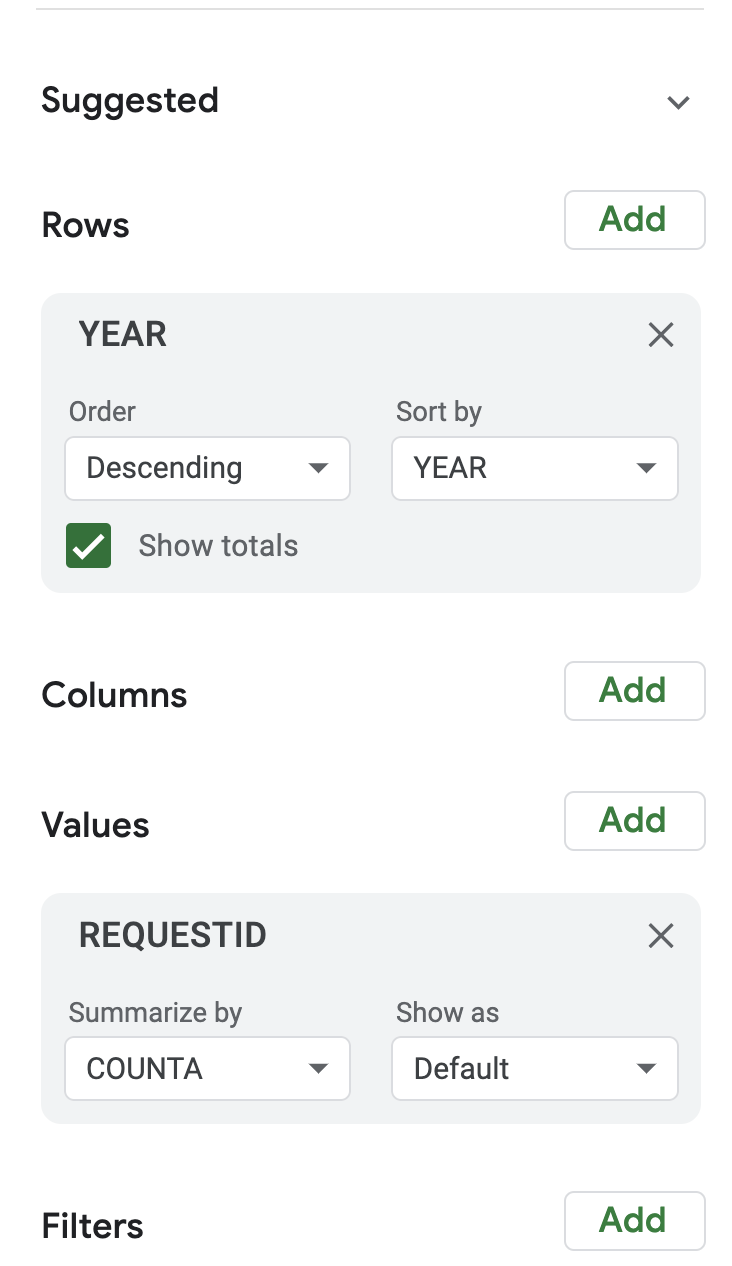 Suggested
Rows Add
YEAR
Order Sort by
Descending YEAR
Show totals
Columns Add
Values Add
REQUESTID
Summarize by Show as
COUNTA Default
Filters Add